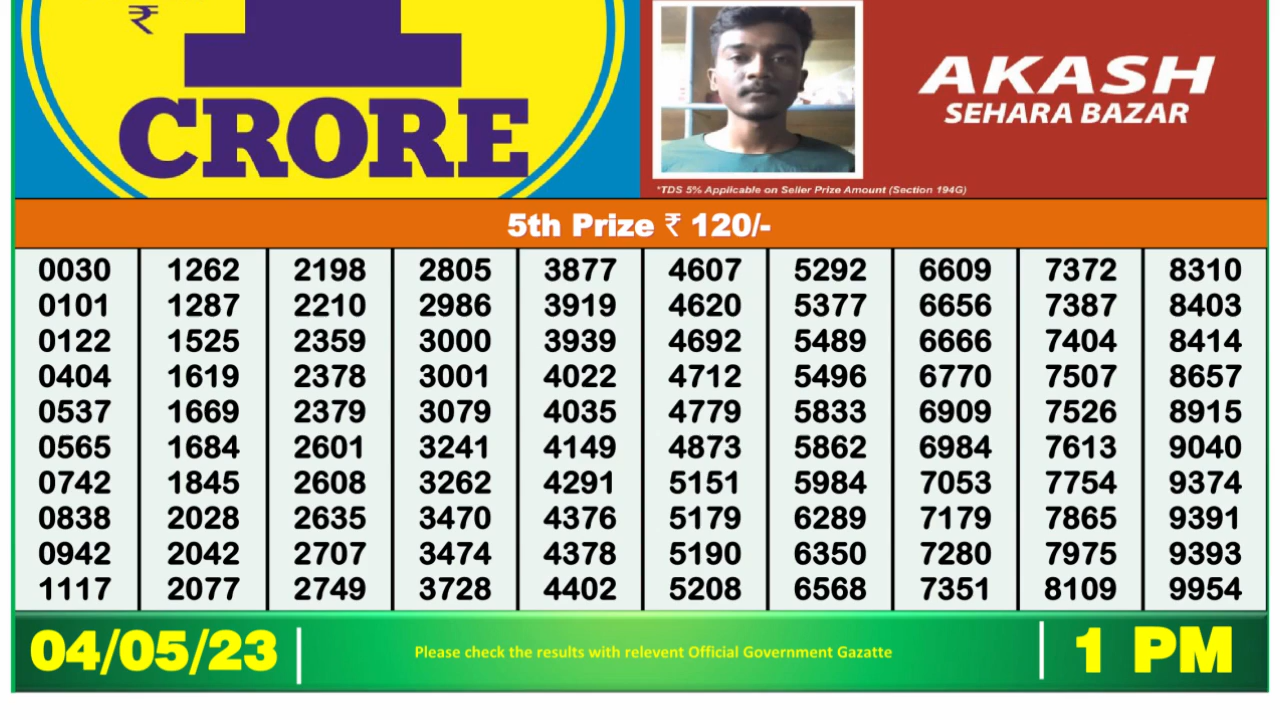 ₹
1
CRORE
AKASH
SEHARA BAZAR
*TDS 5% Applicable on Seller Prize Amount (Section 194G)
5th Prize ₹ 120/-
0030 1262 2198 2805 3877 4607 5292 6609 7372 8310
0101 1287 2210 2986 3919 4620 5377 6656 7387 8403
0122 1525 2359 3000 3939 4692 5489 6666 7404 8414
0404 1619 2378 3001 4022 4712 5496 6770 7507 8657
0537 1669 2379 3079 4035 4779 5833 6909 7526 8915
0565 1684 2601 3241 4149 4873 5862 6984 7613 9040
0742 1845 2608 3262 4291 5151 5984 7053 7754 9374
0838 2028 2635 3470 4376 5179 6289 7179 7865 9391
0942 2042 2707 3474 4378 5190 6350 7280 7975 9393
1117 2077 2749 3728 4402 5208 6568 7351 8109 9954
04/05/23
Please check the results with relevent Official Government Gazatte
1 PM